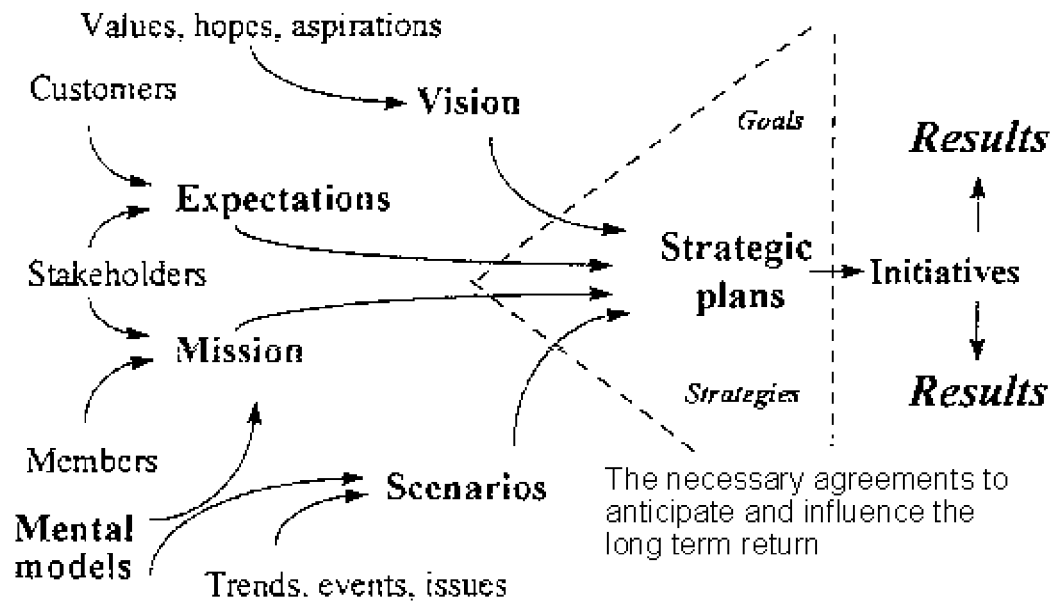 Values, hopes, aspirations
Customers
Vision
Goals
Results
Expectations
Strategic
plans
Stakeholders
Initiatives
Mission
Strategies
Results
Members
Scenarios
The necessary agreements to
anticipate and influence the
long term return
Mental
models
Trends, events, issues